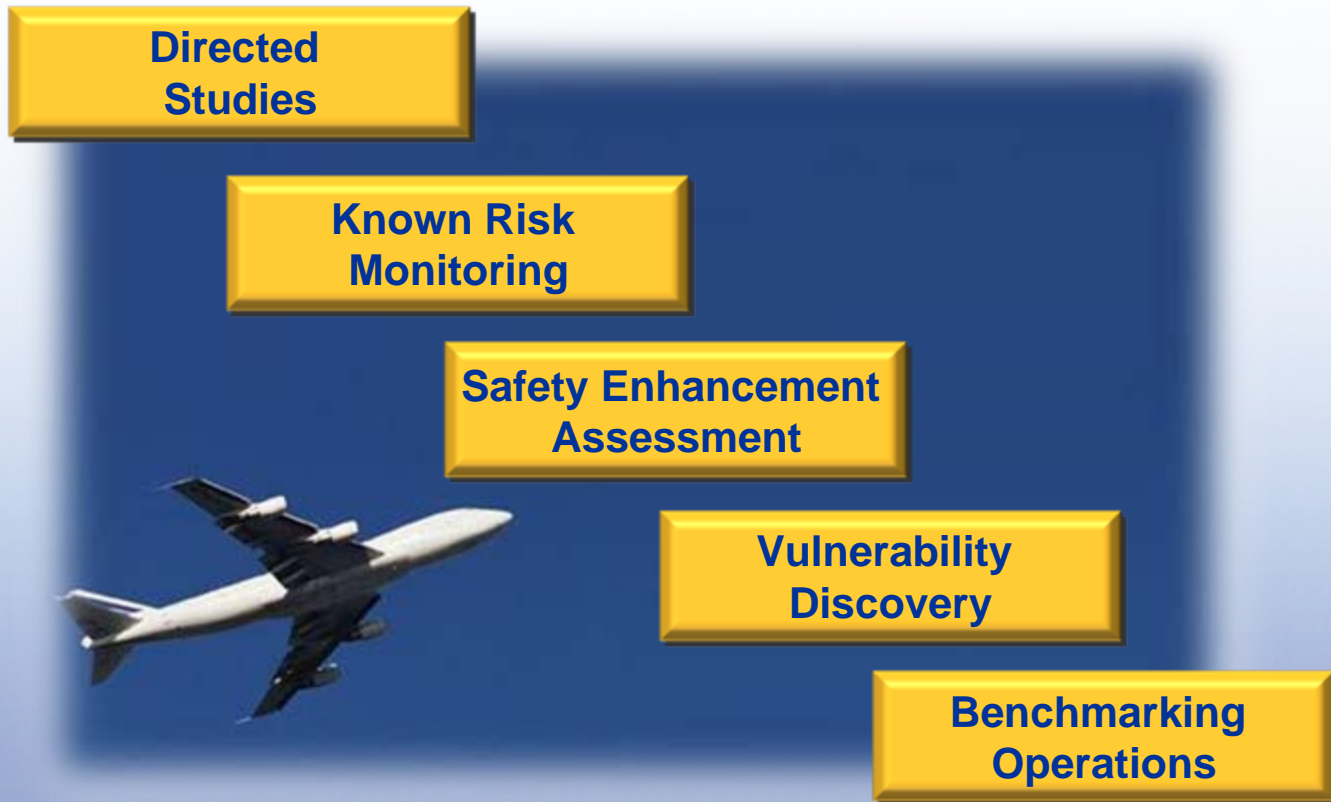 Directed
Studies
Known Risk
Monitoring
Safety Enhancement
Assessment
Vulnerability
Discovery
Benchmarking
Operations